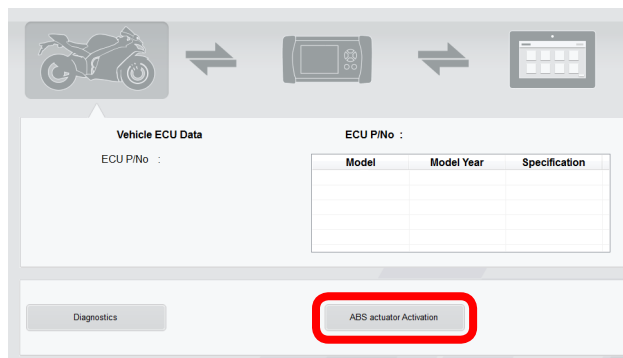 Vehicle ECU Data
ECU P/No :
ECU P/No :
Model Model Year Specification
Diagnostics
ABS actuator Activation